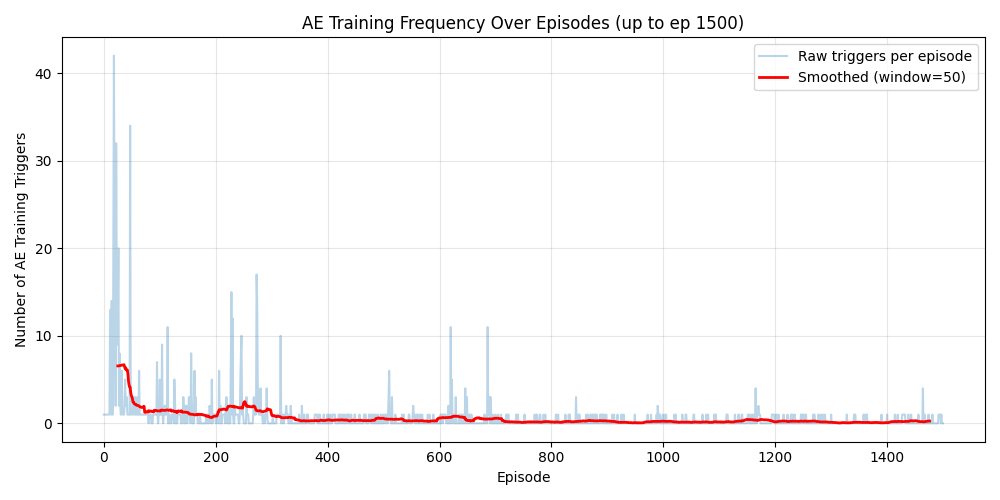 AE Training Frequency Over Episodes (up to ep 1500)
Raw triggers per episode
Smoothed (window=50)
Number of AE Training Triggers
40
30
20
10
0
0 200 400 600 800 1000 1200 1400
Episode